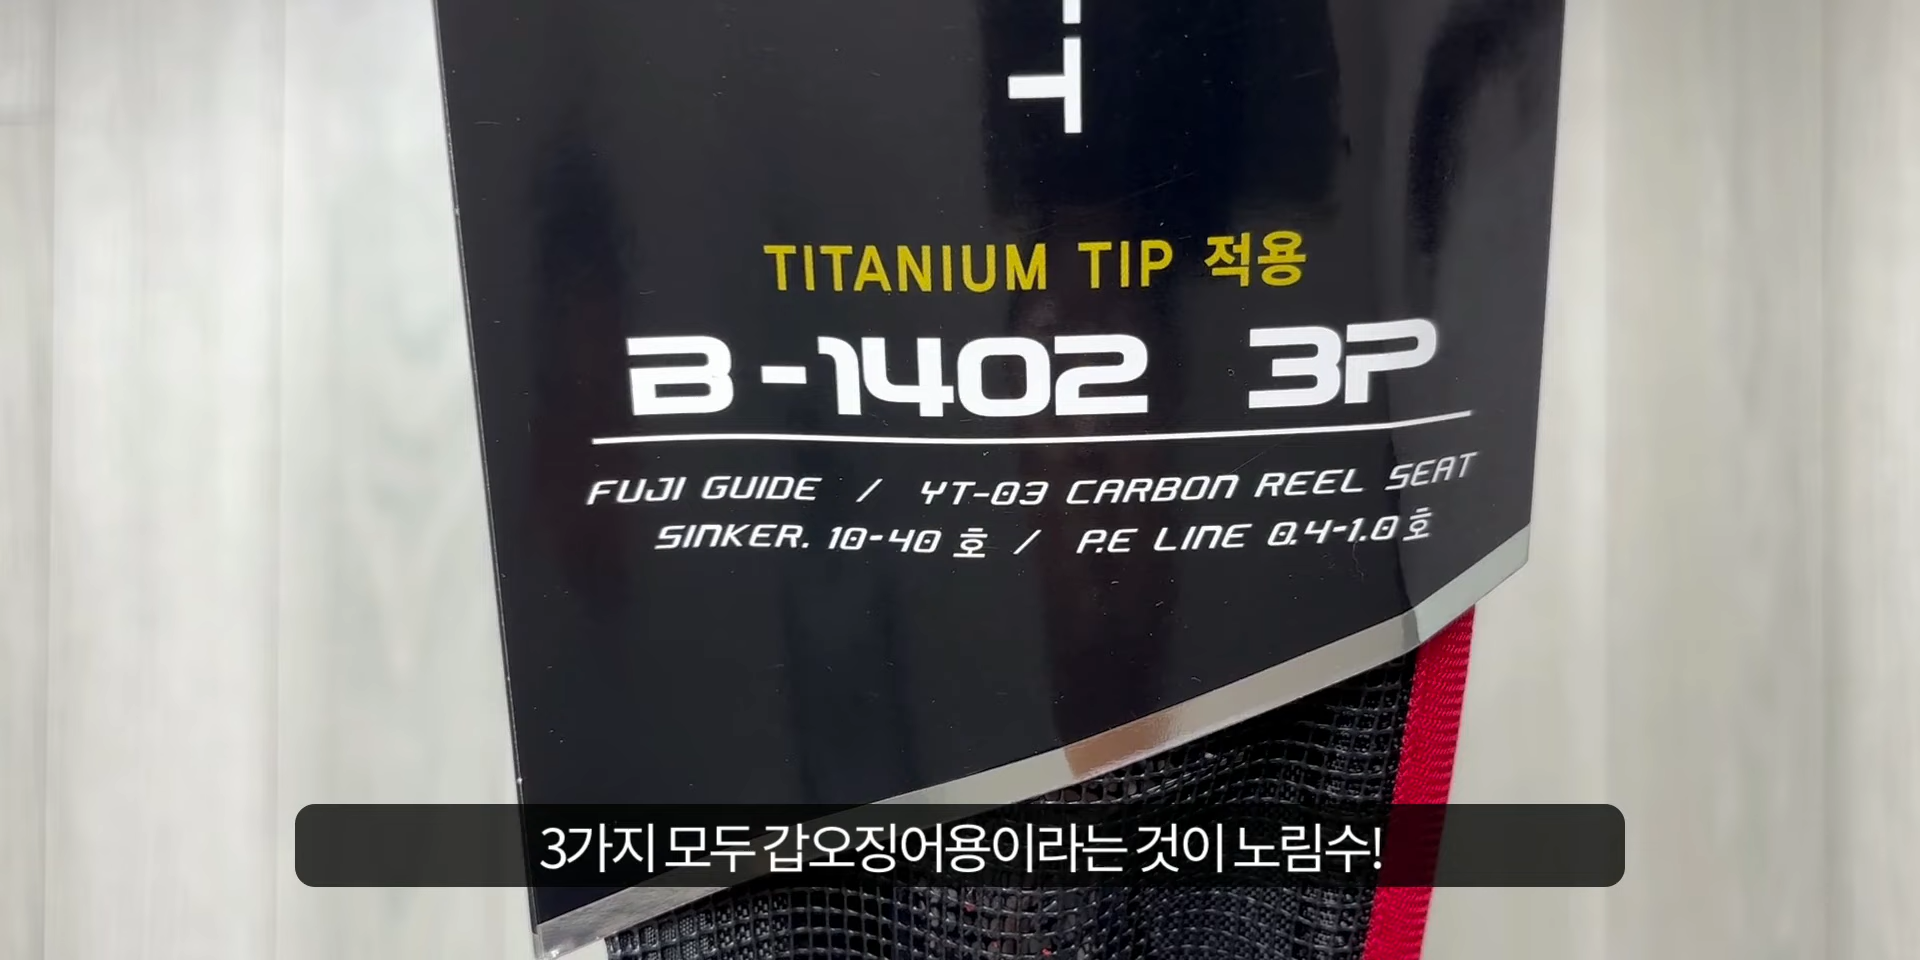 T
TITANIUM TIP 적용
B-1402 3P
FUJI GUIDE / YT-03 CARBON REEL SEAT
SINKER. 10-40 호 / P.E LINE 0.4-1.0 호
3가지 모두 갑오징어용이라는 것이 노림수!